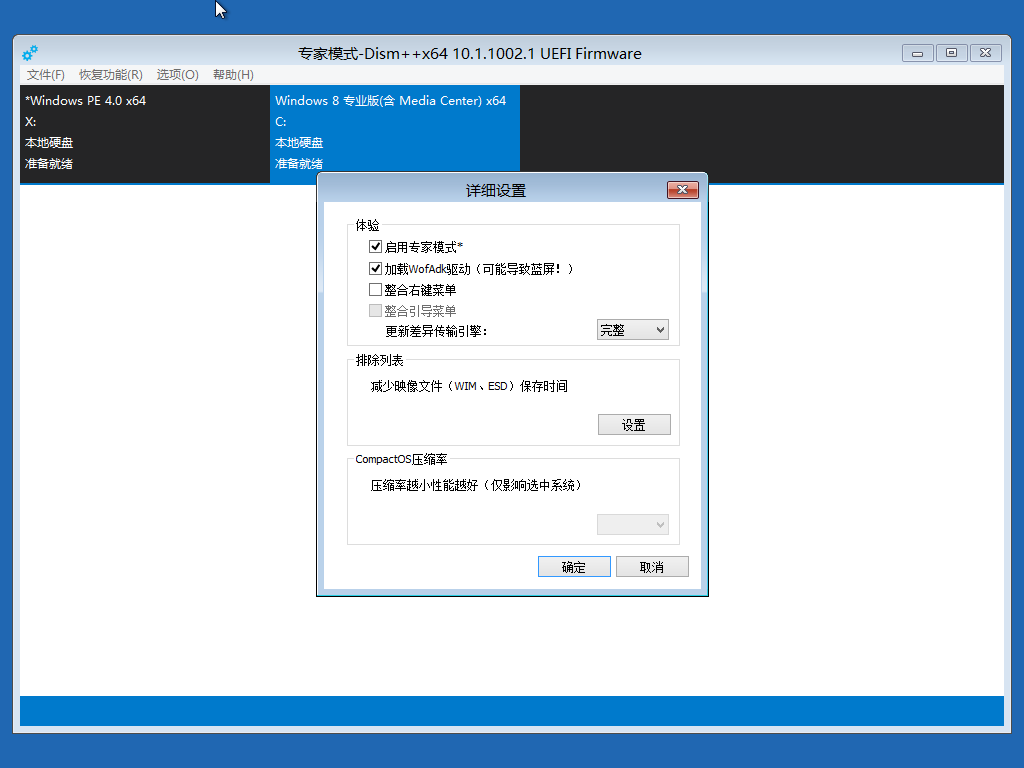 专家模式-Dism++x64 10.1.1002.1 UEFI Firmware
文件(F) 恢复功能(R) 选项(O) 帮助(H)
*Windows PE 4.0 x64
X:
本地硬盘
准备就绪
Windows 8 专业版(含 Media Center) x64
C:
本地硬盘
准备就绪
详细设置
体验
启用专家模式*
加载WofAdk驱动（可能导致蓝屏！）
整合右键菜单
整合引导菜单
更新差异传输引擎：
完整
排除列表
减少映像文件（WIM、ESD）保存时间
设置
CompactOS压缩率
压缩率越小性能越好（仅影响选中系统）
确定
取消